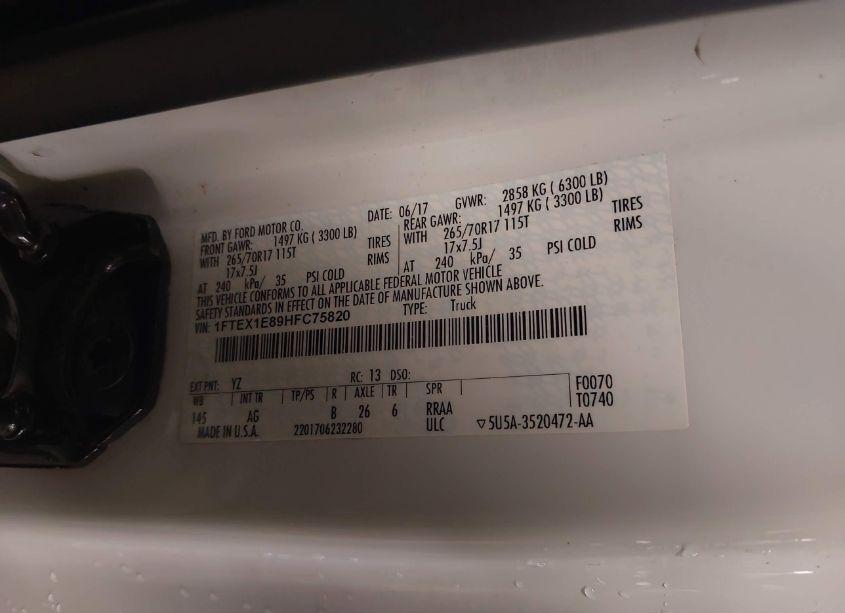 MFD. BY FORD MOTOR CO. DATE: 06/17 GVWR: 2858 KG ( 6300 LB)
FRONT GAWR: 1497 KG ( 3300 LB) REAR GAWR: 1497 KG ( 3300 LB)
WITH 265/70R17 115T TIRES WITH 265/70R17 115T TIRES
17x7.5J RIMS 17x7.5J RIMS
AT 240 kPa/ 35 PSI COLD AT 240 kPa/ 35 PSI COLD
THIS VEHICLE CONFORMS TO ALL APPLICABLE FEDERAL MOTOR VEHICLE
SAFETY STANDARDS IN EFFECT ON THE DATE OF MANUFACTURE SHOWN ABOVE.
VIN: 1FTEX1E89HFC75820 TYPE: Truck
EXT PNT: YZ RC: 13 DSO: F0070
WB INT TR TP/PS R AXLE TR SPR T0740
145 AG B 26 6 RRAA
MADE IN U.S.A. 2201706232280 ULC ▽5U5A-3520472-AA